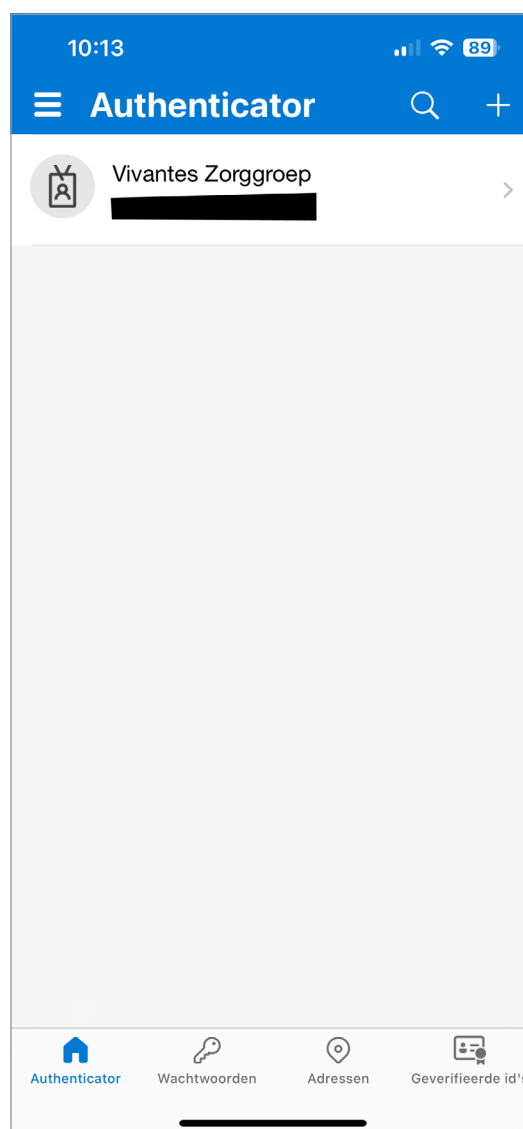 10:13
89
Authenticator
Vivantes Zorggroep
Authenticator Wachtwoorden Adressen Geverifieerde id's